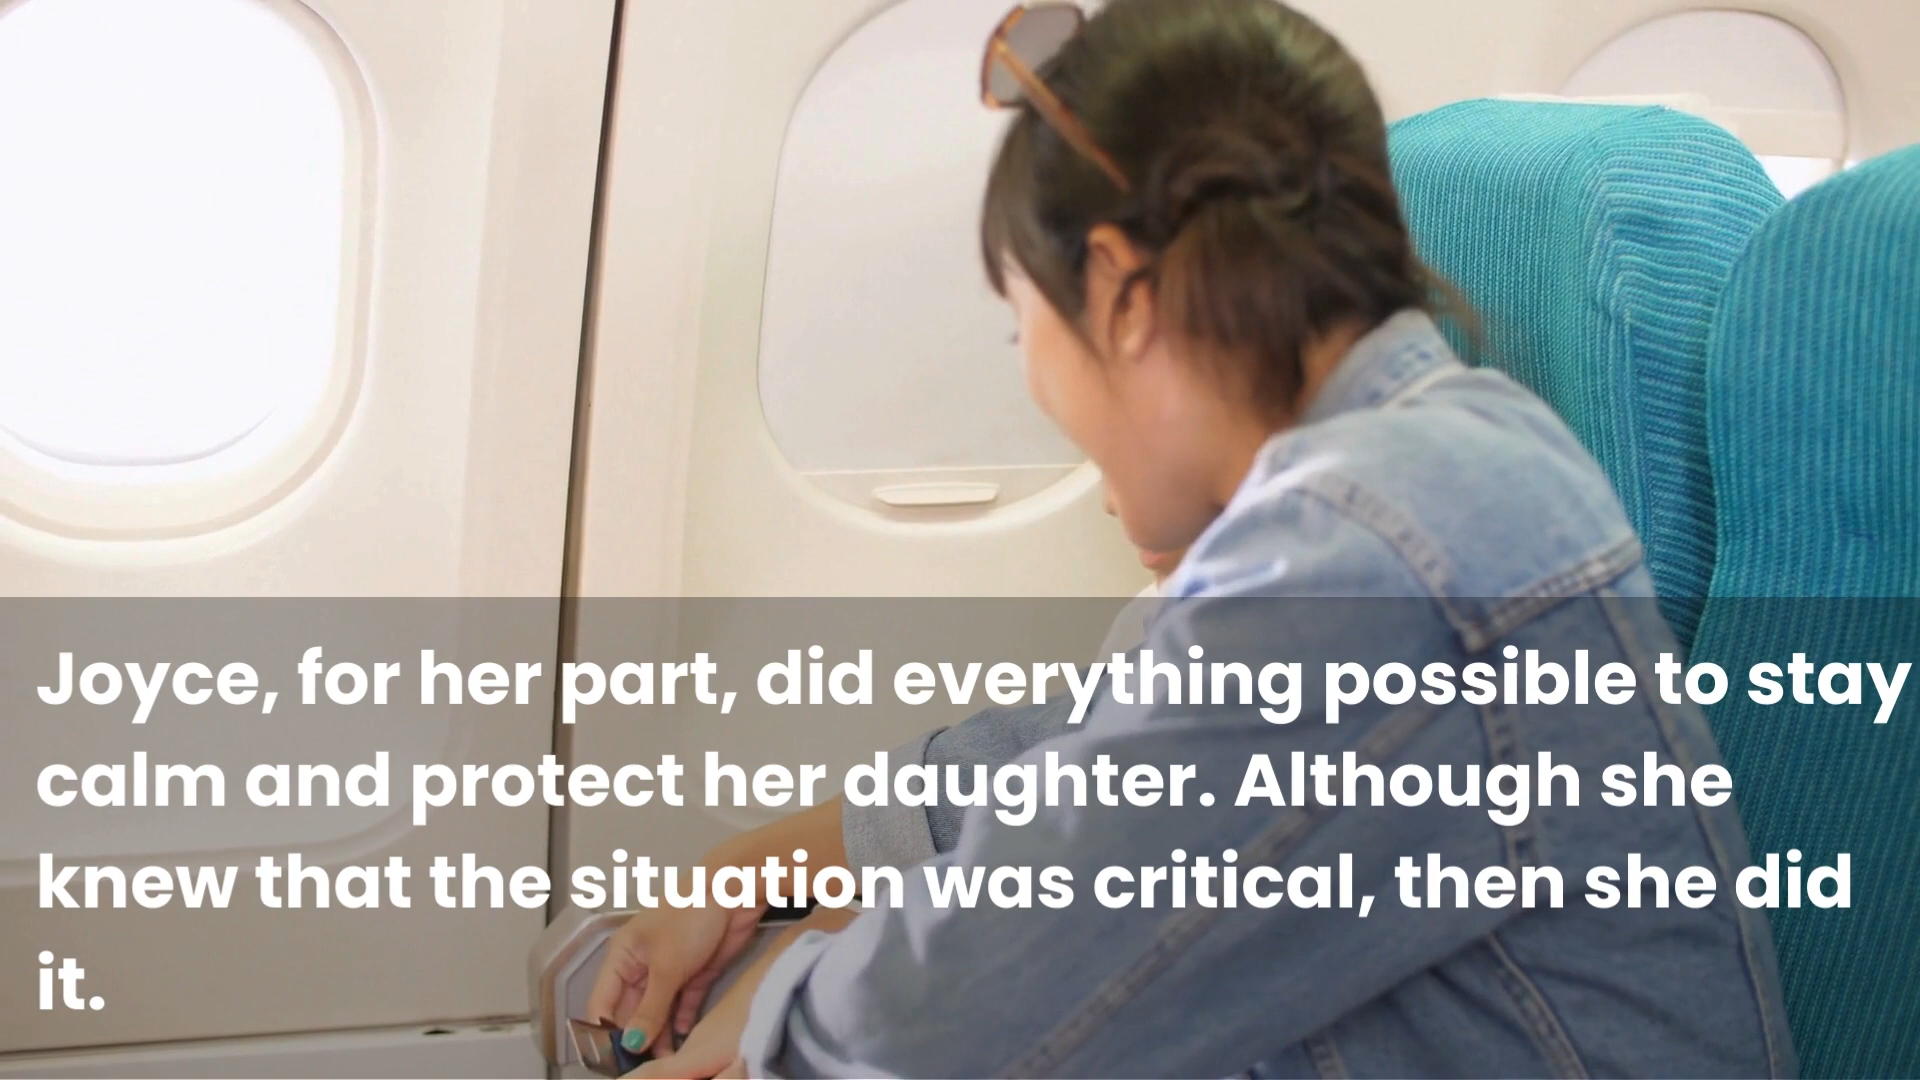 Joyce, for her part, did everything possible to stay
calm and protect her daughter. Although she
knew that the situation was critical, then she did
it.